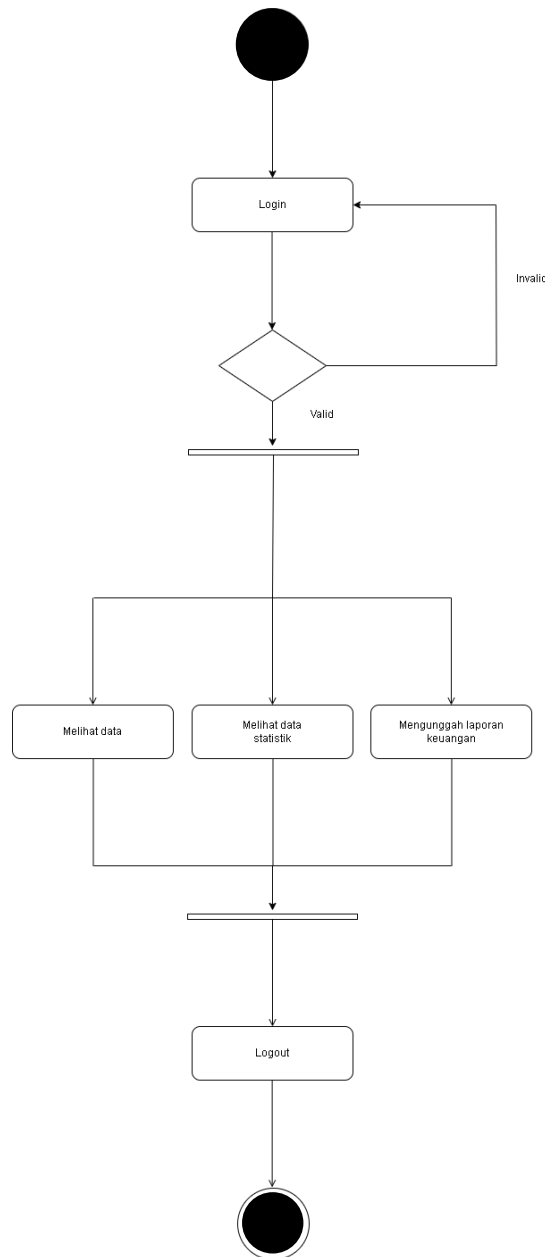 Login
Invalid
Valid
Melihat data
Melihat data
statistik
Mengunggah laporan
keuangan
Logout